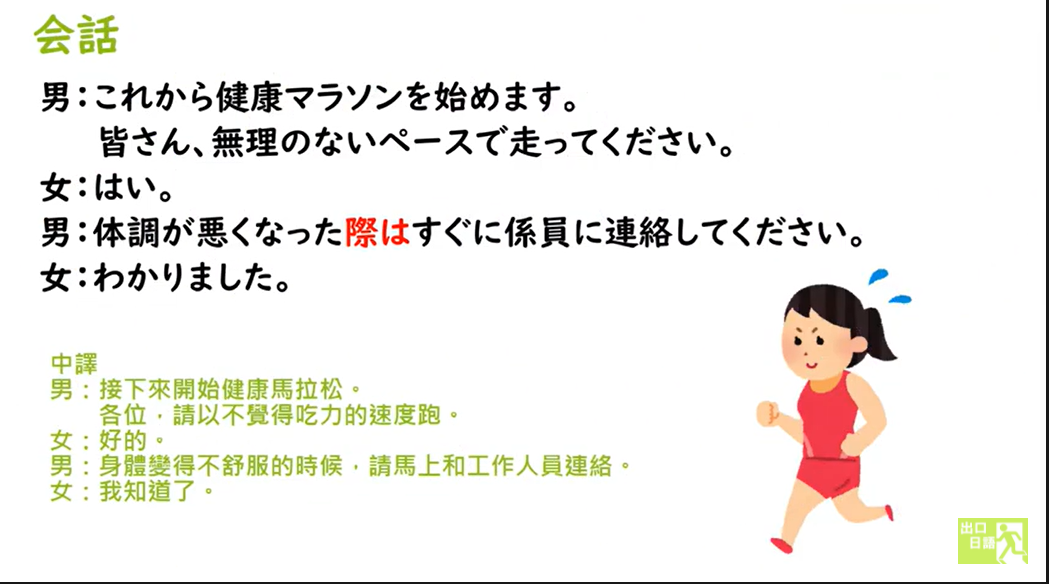 会話
男：これから健康マラソンを始めます。
皆さん、無理のないペースで走ってください。
女：はい。
男：体調が悪くなった際はすぐに係員に連絡してください。
女：わかりました。
中譯
男：接下來開始健康馬拉松。
各位，請以不覺得吃力的速度跑。
女：好的。
男：身體變得不舒服的時候，請馬上和工作人員連絡。
女：我知道了。
出口
日語